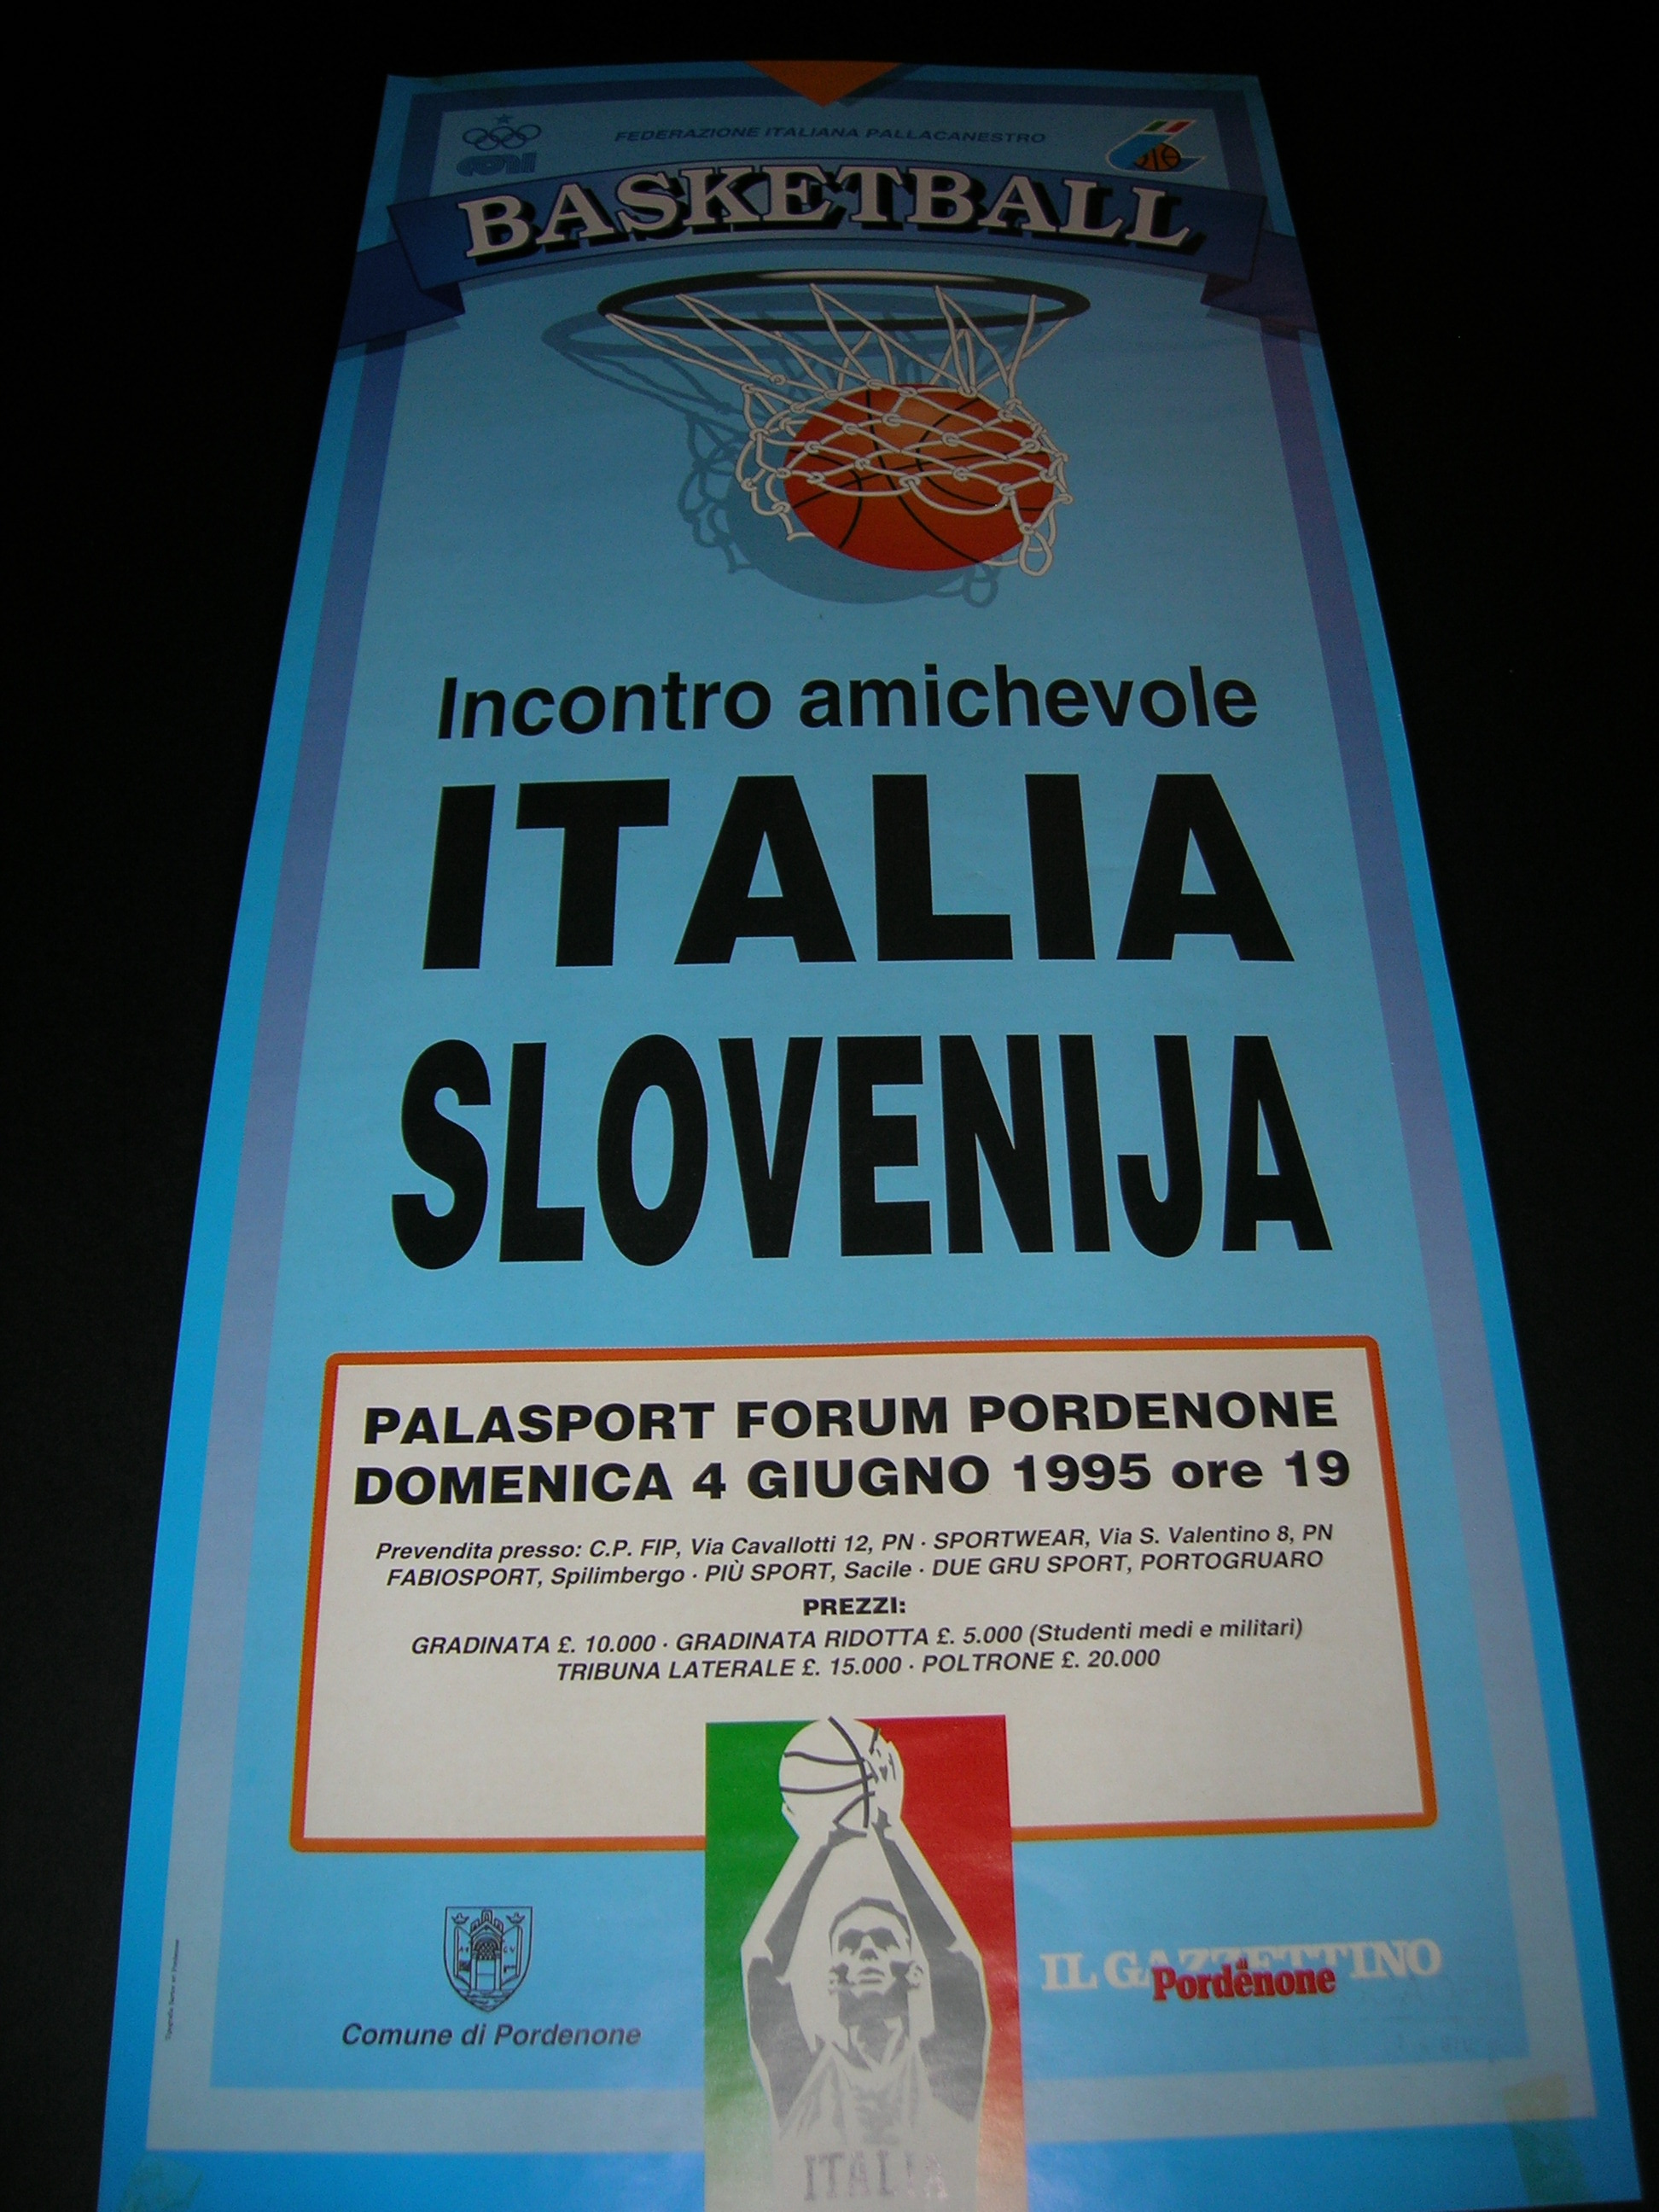 CONI
FEDERAZIONE ITALIANA PALLACANESTRO
BASKETBALL
Incontro amichevole
ITALIA
SLOVENIJA
PALASPORT FORUM PORDENONE
DOMENICA 4 GIUGNO 1995 ore 19
Prevendita presso: C.P. FIP, Via Cavallotti 12, PN · SPORTWEAR, Via S. Valentino 8, PN
FABIOSPORT, Spilimbergo · PIÙ SPORT, Sacile · DUE GRU SPORT, PORTOGRUARO
PREZZI:
GRADINATA £. 10.000 · GRADINATA RIDOTTA £. 5.000 (Studenti medi e militari)
TRIBUNA LATERALE £. 15.000 · POLTRONE £. 20.000
Comune di Pordenone
IL GAZZETTINO
di Pordenone
ITALIA